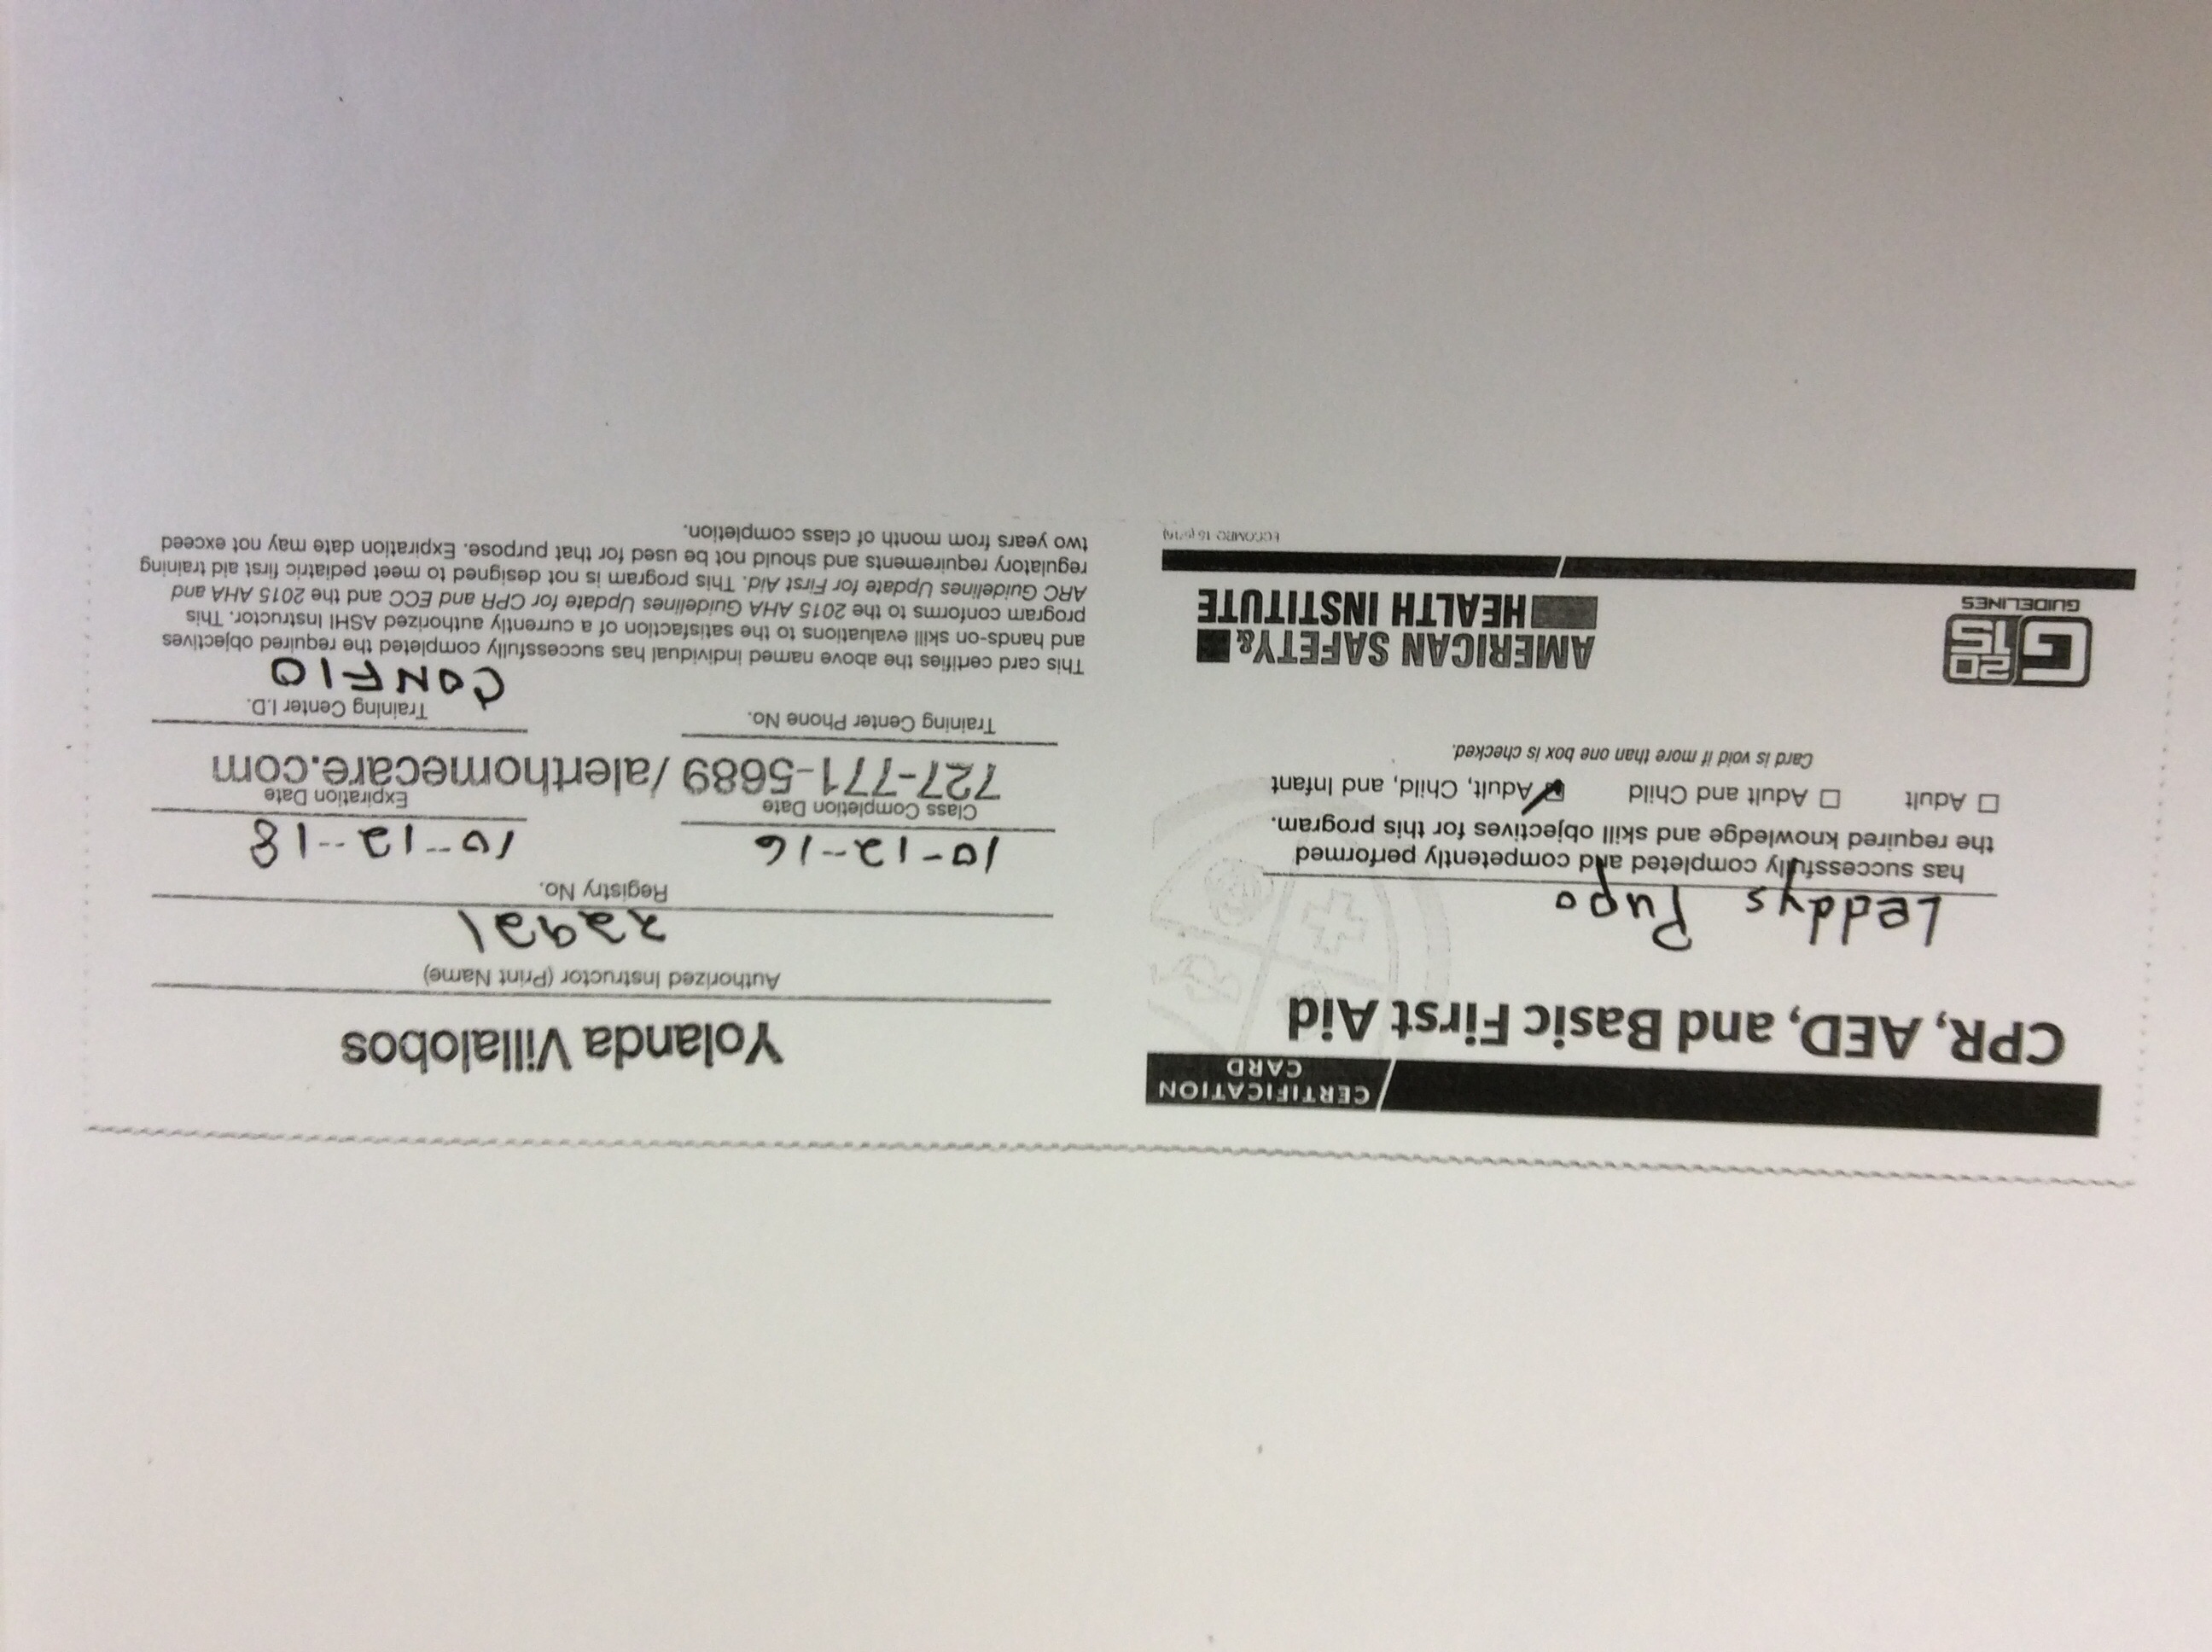 CERTIFICATION
CARD
CPR, AED, and Basic First Aid
Leddys Pupo
has successfully completed and competently performed
the required knowledge and skill objectives for this program.
☐ Adult ☐ Adult and Child ☑ Adult, Child, and Infant
Card is void if more than one box is checked.
G 2015
GUIDELINES
AMERICAN SAFETY&
HEALTH INSTITUTE
Yolanda Villalobos
Authorized Instructor (Print Name)
22921
Registry No.
10-12-16 10-12-18
Class Completion Date Expiration Date
727-771-5689 /alerthomecare.com
Training Center Phone No. Training Center I.D.
CONFIO
This card certifies the above named individual has successfully completed the required objectives
and hands-on skill evaluations to the satisfaction of a currently authorized ASHI Instructor. This
program conforms to the 2015 AHA Guidelines Update for CPR and ECC and the 2015 AHA and
ARC Guidelines Update for First Aid. This program is not designed to meet pediatric first aid training
regulatory requirements and should not be used for that purpose. Expiration date may not exceed
two years from month of class completion.